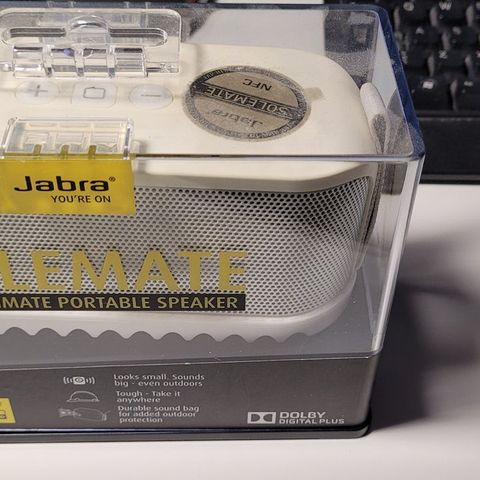 +
−
Jabra
SOLEMATE
NFC
Jabra®
YOU'RE ON
LEMATE
MATE PORTABLE SPEAKER
Looks small. Sounds
big - even outdoors
Tough - Take it
anywhere
Durable sound bag
for added outdoor
protection
DOLBY
DIGITAL PLUS